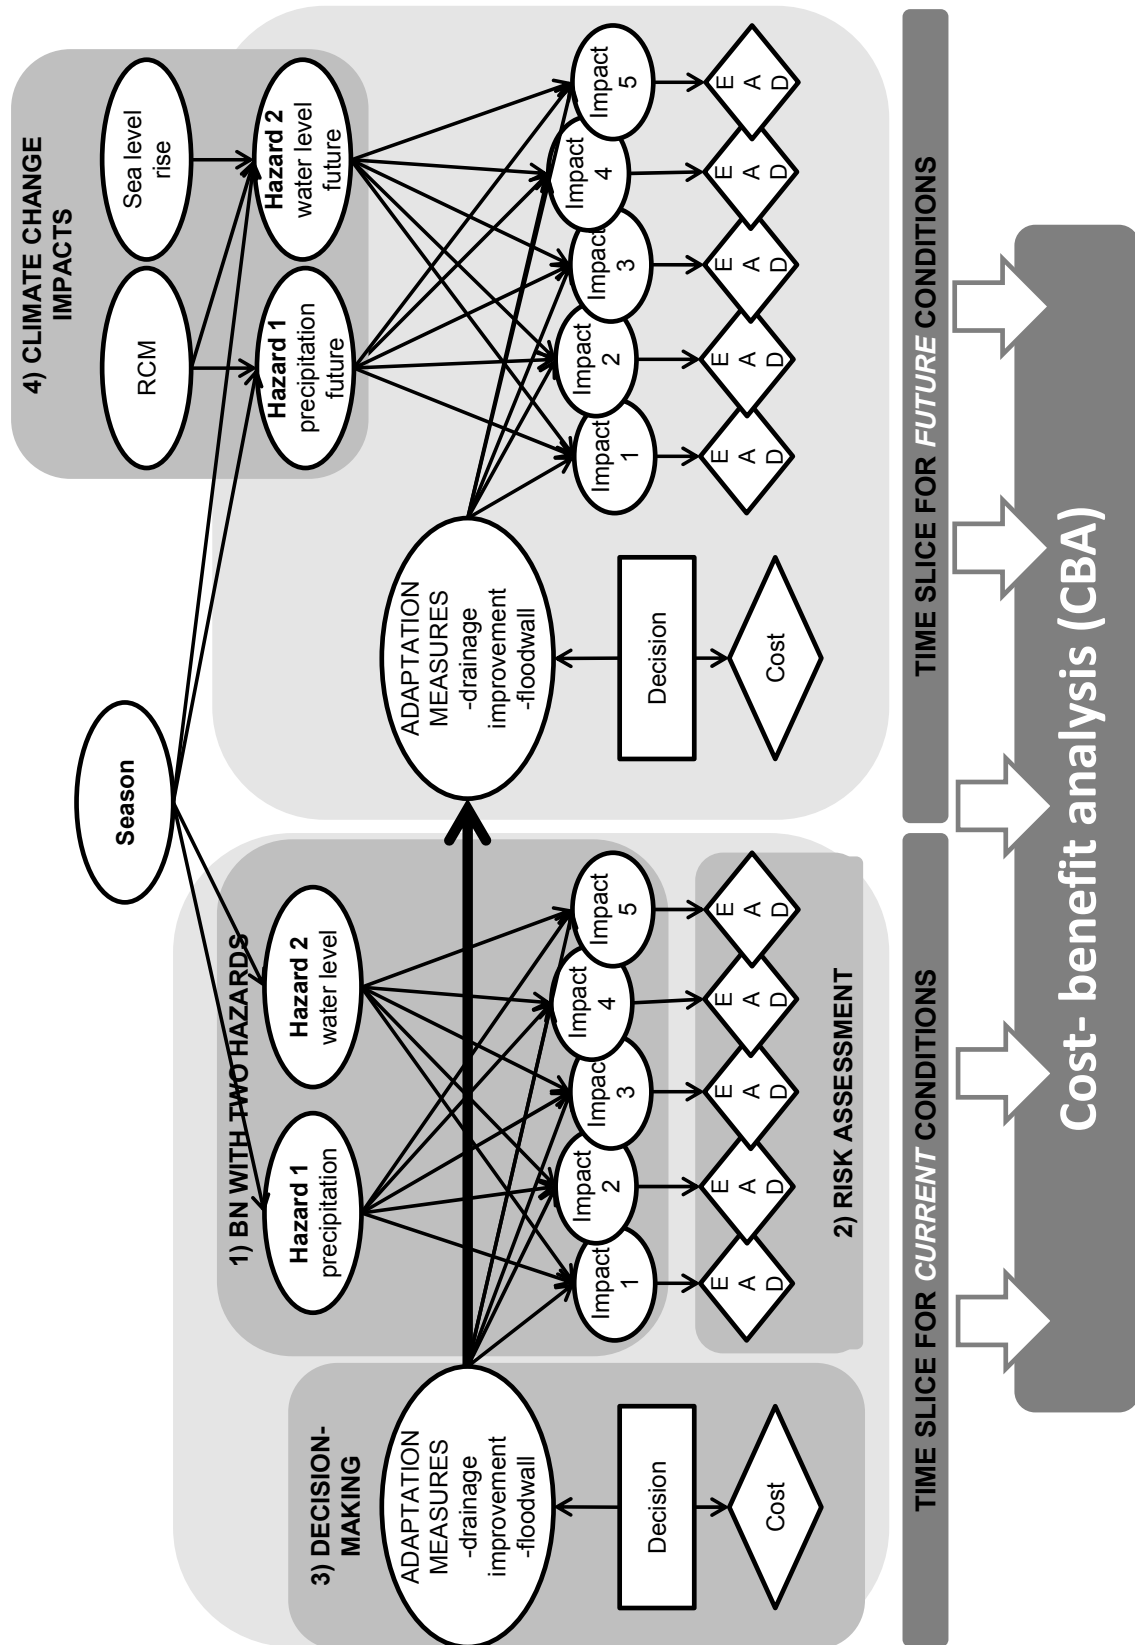 Season
4) CLIMATE CHANGE
IMPACTS
RCM
Sea level
rise
Hazard 1
precipitation
future
Hazard 2
water level
future
1) BN WITH TWO HAZARDS
Hazard 1
precipitation
Hazard 2
water level
3) DECISION-
MAKING
ADAPTATION
MEASURES
-drainage
improvement
-floodwall
Decision
Cost
Impact
1
Impact
2
Impact
3
Impact
4
Impact
5
E
A
D
E
A
D
E
A
D
E
A
D
E
A
D
2) RISK ASSESSMENT
ADAPTATION
MEASURES
-drainage
improvement
-floodwall
Decision
Cost
Impact
1
Impact
2
Impact
3
Impact
4
Impact
5
E
A
D
E
A
D
E
A
D
E
A
D
E
A
D
TIME SLICE FOR CURRENT CONDITIONS
TIME SLICE FOR FUTURE CONDITIONS
Cost- benefit analysis (CBA)